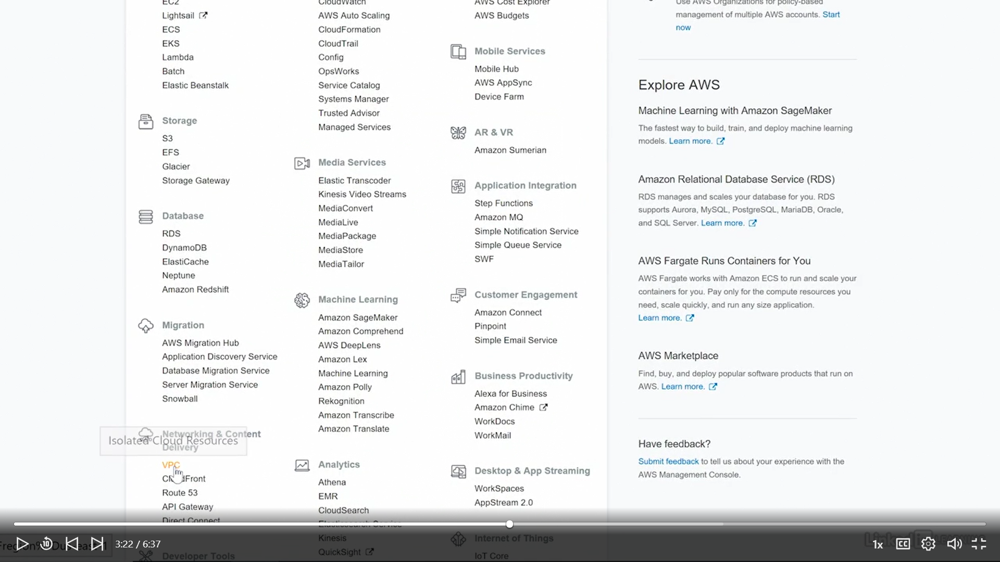 EC2
Lightsail
ECS
EKS
Lambda
Batch
Elastic Beanstalk
Storage
S3
EFS
Glacier
Storage Gateway
Database
RDS
DynamoDB
ElastiCache
Neptune
Amazon Redshift
Migration
AWS Migration Hub
Application Discovery Service
Database Migration Service
Server Migration Service
Snowball
Networking & Content
Delivery
Isolated Cloud Resources
VPC
CloudFront
Route 53
API Gateway
Direct Connect
Developer Tools
CloudWatch
AWS Auto Scaling
CloudFormation
CloudTrail
Config
OpsWorks
Service Catalog
Systems Manager
Trusted Advisor
Managed Services
Media Services
Elastic Transcoder
Kinesis Video Streams
MediaConvert
MediaLive
MediaPackage
MediaStore
MediaTailor
Machine Learning
Amazon SageMaker
Amazon Comprehend
AWS DeepLens
Amazon Lex
Machine Learning
Amazon Polly
Rekognition
Amazon Transcribe
Amazon Translate
Analytics
Athena
EMR
CloudSearch
Elasticsearch Service
Kinesis
QuickSight
AWS Cost Explorer
AWS Budgets
Mobile Services
Mobile Hub
AWS AppSync
Device Farm
AR & VR
Amazon Sumerian
Application Integration
Step Functions
Amazon MQ
Simple Notification Service
Simple Queue Service
SWF
Customer Engagement
Amazon Connect
Pinpoint
Simple Email Service
Business Productivity
Alexa for Business
Amazon Chime
WorkDocs
WorkMail
Desktop & App Streaming
WorkSpaces
AppStream 2.0
Internet of Things
IoT Core
Use AWS Organizations for policy-based
management of multiple AWS accounts. Start
now
Explore AWS
Machine Learning with Amazon SageMaker
The fastest way to build, train, and deploy machine learning
models. Learn more.
Amazon Relational Database Service (RDS)
RDS manages and scales your database for you. RDS
supports Aurora, MySQL, PostgreSQL, MariaDB, Oracle,
and SQL Server. Learn more.
AWS Fargate Runs Containers for You
AWS Fargate works with Amazon ECS to run and scale your
containers for you. Pay only for the compute resources you
need, scale quickly, and run any size application.
Learn more.
AWS Marketplace
Find, buy, and deploy popular software products that run on
AWS. Learn more.
Have feedback?
Submit feedback to tell us about your experience with the
AWS Management Console.
10
3:22 / 6:37
1x
CC
Linked in LEARNING